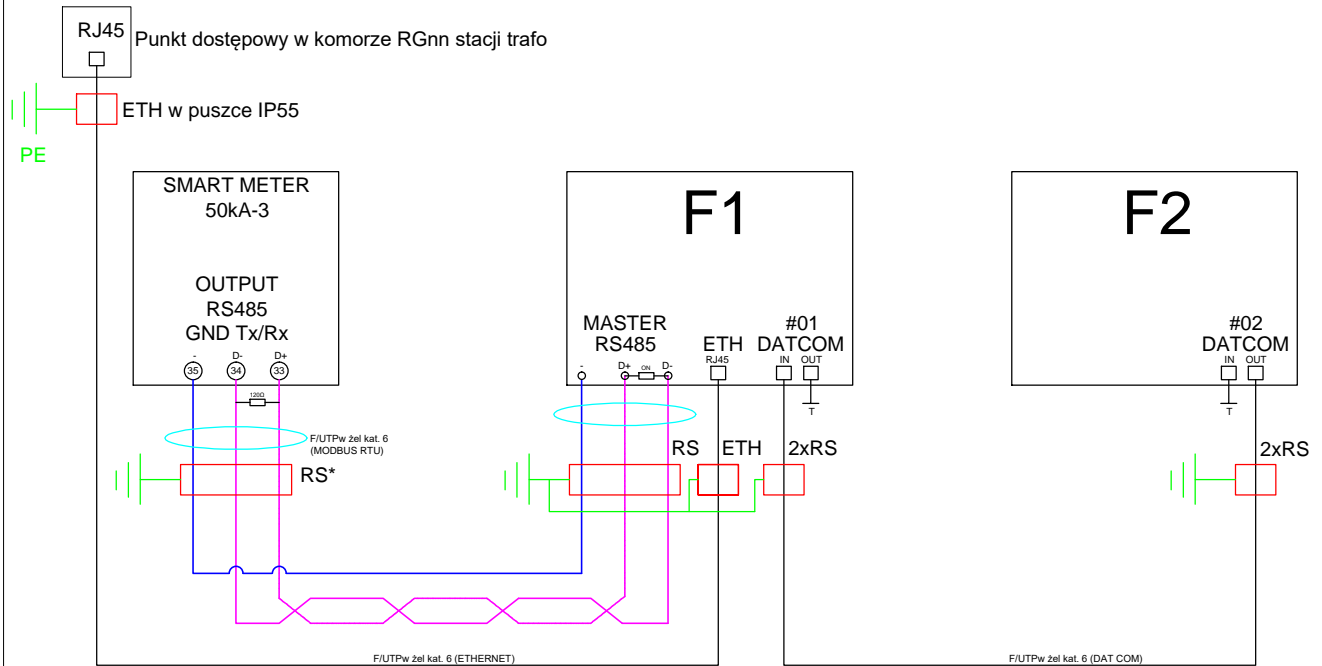 RJ45
Punkt dostępowy w komorze RGnn stacji trafo
ETH w puszce IP55
PE
SMART METER
50kA-3
OUTPUT
RS485
GND Tx/Rx
- D- D+
35 34 33
120Ω
F/UTPw żel kat. 6
(MODBUS RTU)
RS*
F1
MASTER
RS485
- D+ ON D-
ETH
RJ45
#01
DATCOM
IN OUT
T
RS ETH 2xRS
F2
#02
DATCOM
IN OUT
T
2xRS
F/UTPw żel kat. 6 (ETHERNET)
F/UTPw żel kat. 6 (DAT COM)